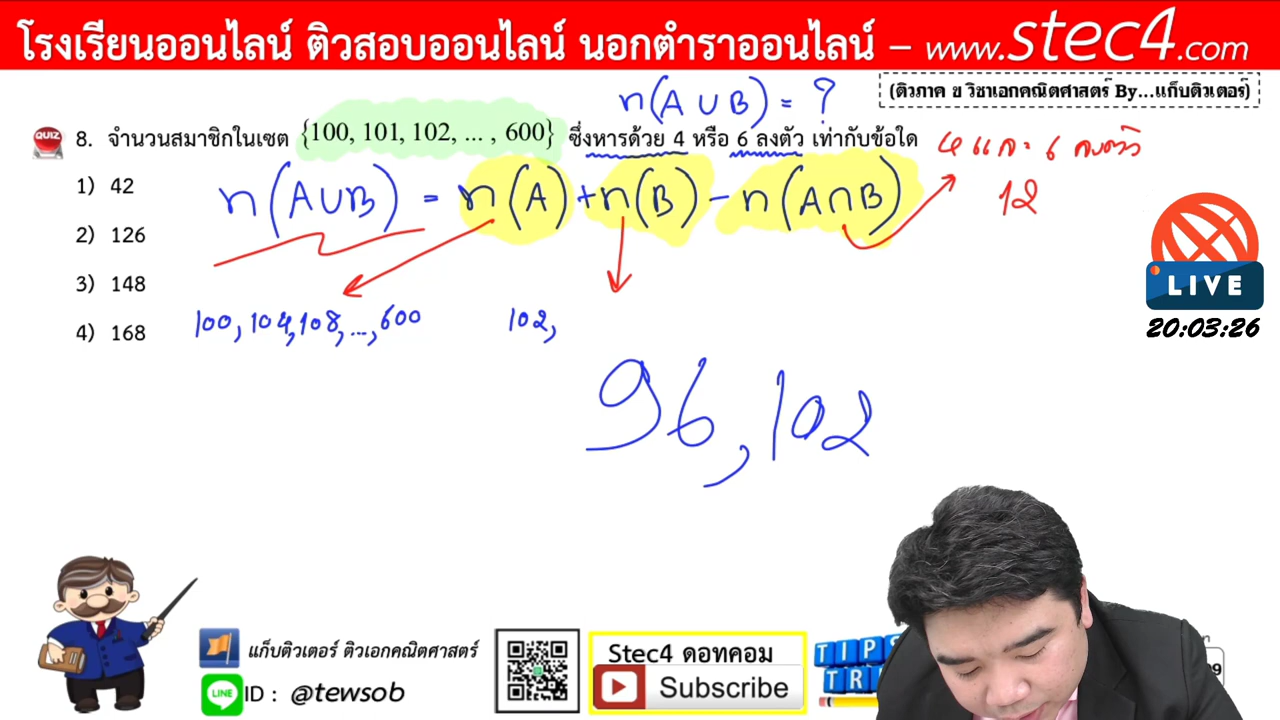 โรงเรียนออนไลน์ ติวสอบออนไลน์ นอกตำราออนไลน์ – www.stec4.com
n(A ∪ B) = ?
(ติวภาค ข วิชาเอกคณิตศาสตร์ By...แก็บติวเตอร์)
QUIZ 8. จำนวนสมาชิกในเซต {100, 101, 102, ... , 600} ซึ่งหารด้วย 4 หรือ 6 ลงตัว เท่ากับข้อใด
4 และ 6 ลงตัว
12
1) 42
n(A∪B) = n(A) + n(B) - n(A∩B)
2) 126
3) 148
LIVE
20:03:26
4) 168
100, 104, 108, ..., 600
102,
96, 102
แก็บติวเตอร์ ติวเอกคณิตศาสตร์
LINE ID : @tewsob
Stec4 ดอทคอม
Subscribe
TIPS